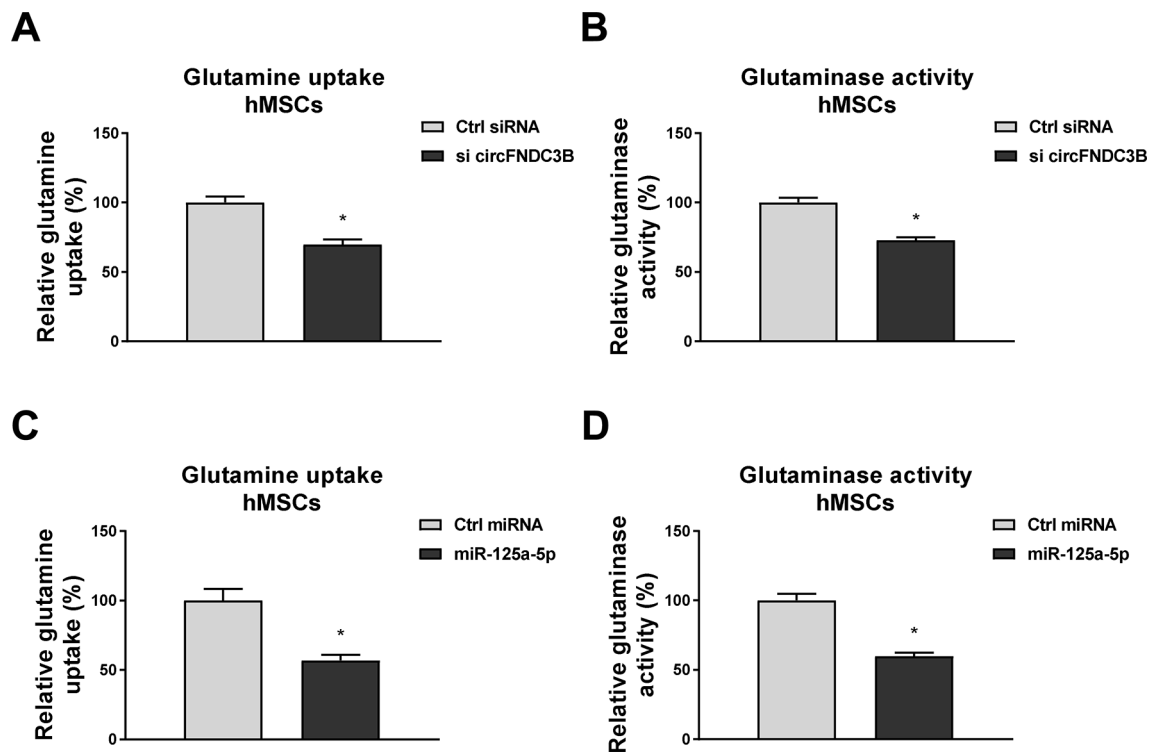 A
Glutamine uptake
hMSCs
Ctrl siRNA
si circFNDC3B
Relative glutamine
uptake (%)
150
100
50
0
*
B
Glutaminase activity
hMSCs
Ctrl siRNA
si circFNDC3B
Relative glutaminase
activity (%)
150
100
50
0
*
C
Glutamine uptake
hMSCs
Ctrl miRNA
miR-125a-5p
Relative glutamine
uptake (%)
150
100
50
0
*
D
Glutaminase activity
hMSCs
Ctrl miRNA
miR-125a-5p
Relative glutaminase
activity (%)
150
100
50
0
*